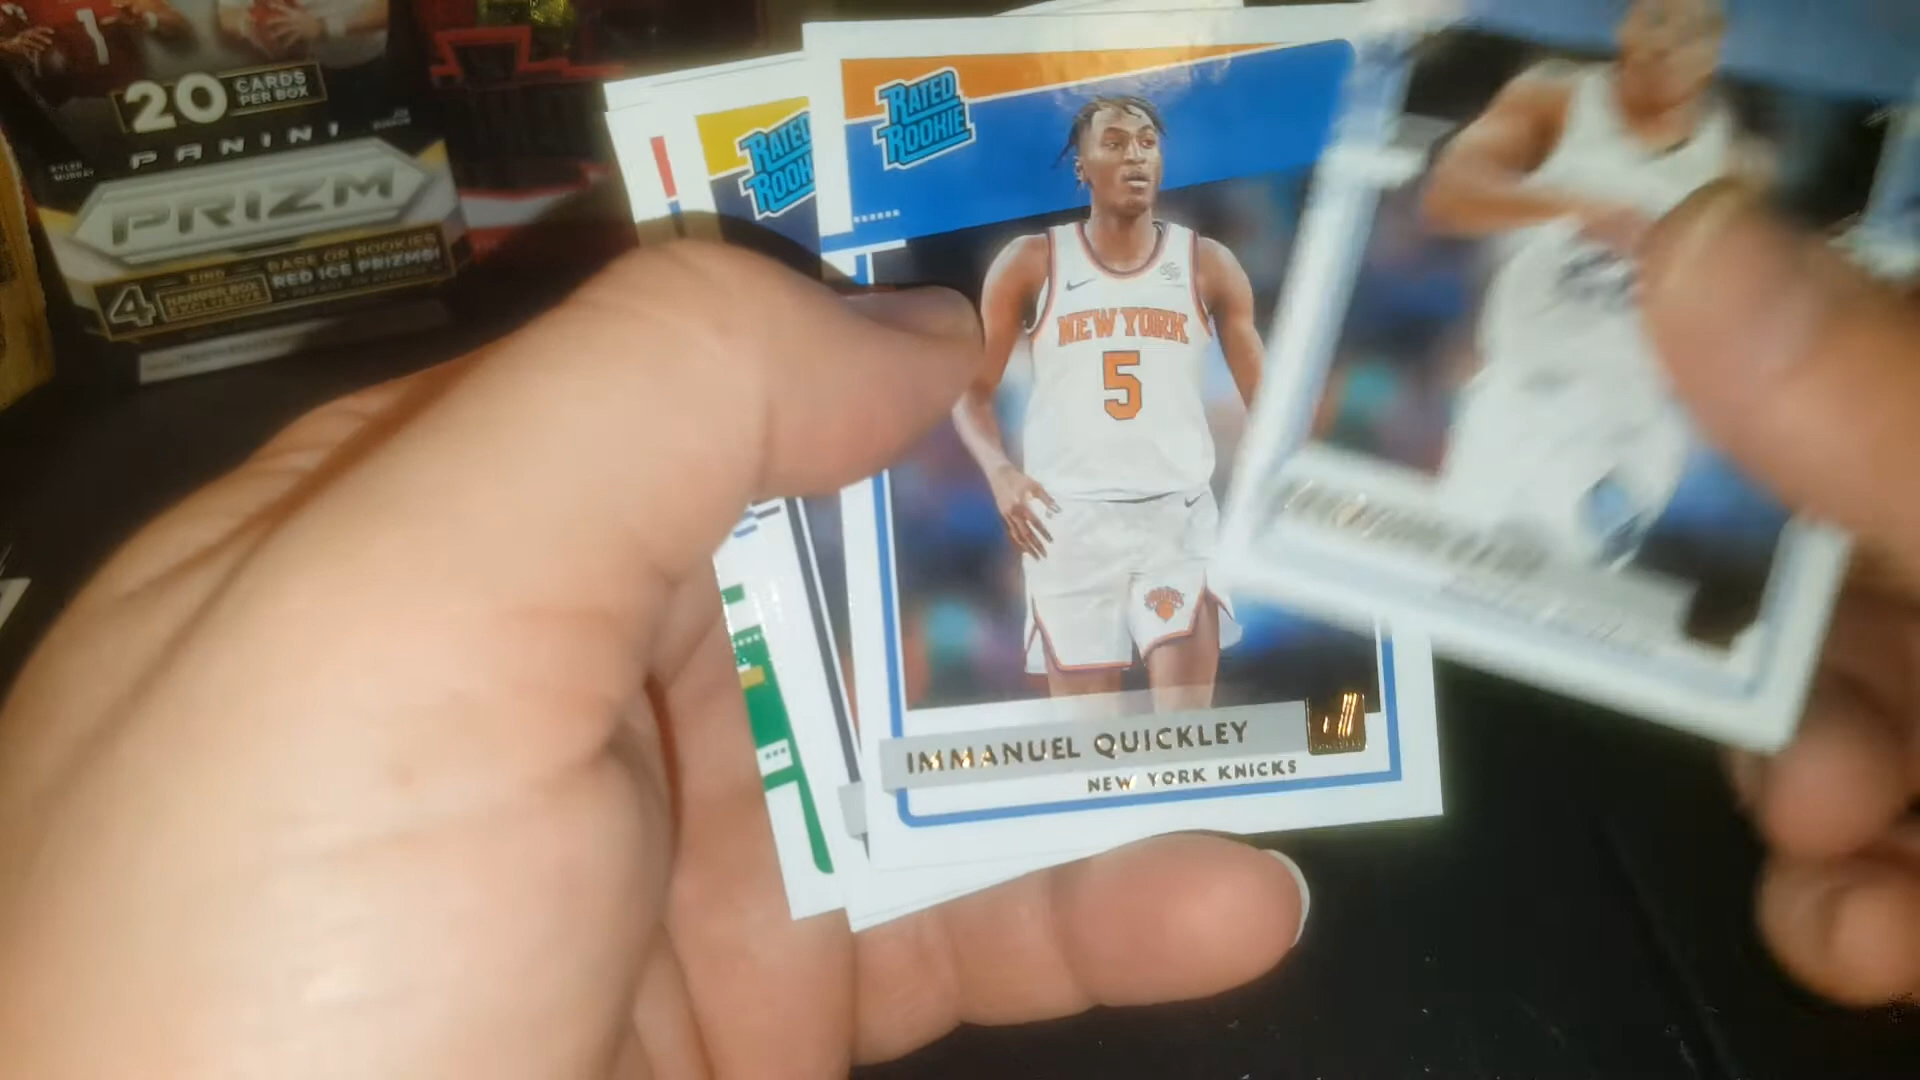 20 CARDS
PER BOX
PANINI
PRIZM
4 FIND
HANGER BOX
EXCLUSIVE
BASE OR ROOKIES
RED ICE PRIZMS!
RATED
ROOK
RATED
ROOKIE
NEW YORK
5
IMMANUEL QUICKLEY
NEW YORK KNICKS